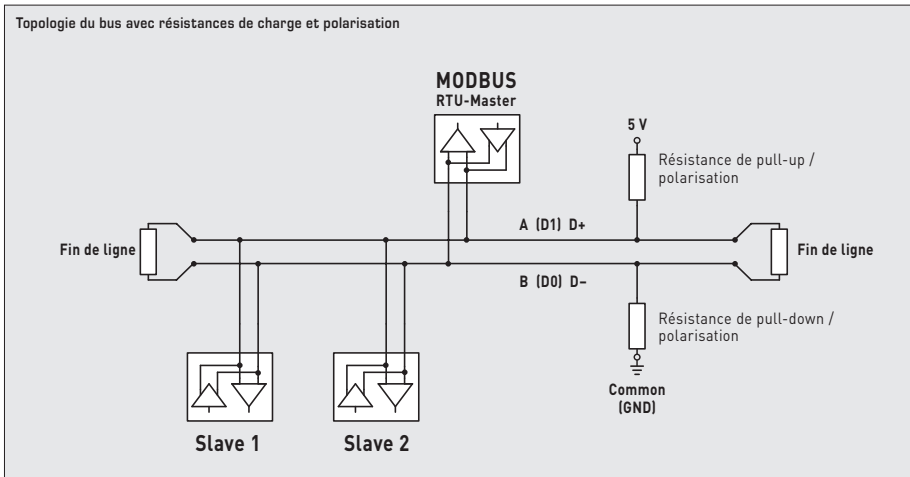 Topologie du bus avec résistances de charge et polarisation
MODBUS
RTU-Master
5 V
Résistance de pull-up /
polarisation
A (D1) D+
Fin de ligne
Fin de ligne
B (D0) D–
Résistance de pull-down /
polarisation
Common
(GND)
Slave 1
Slave 2